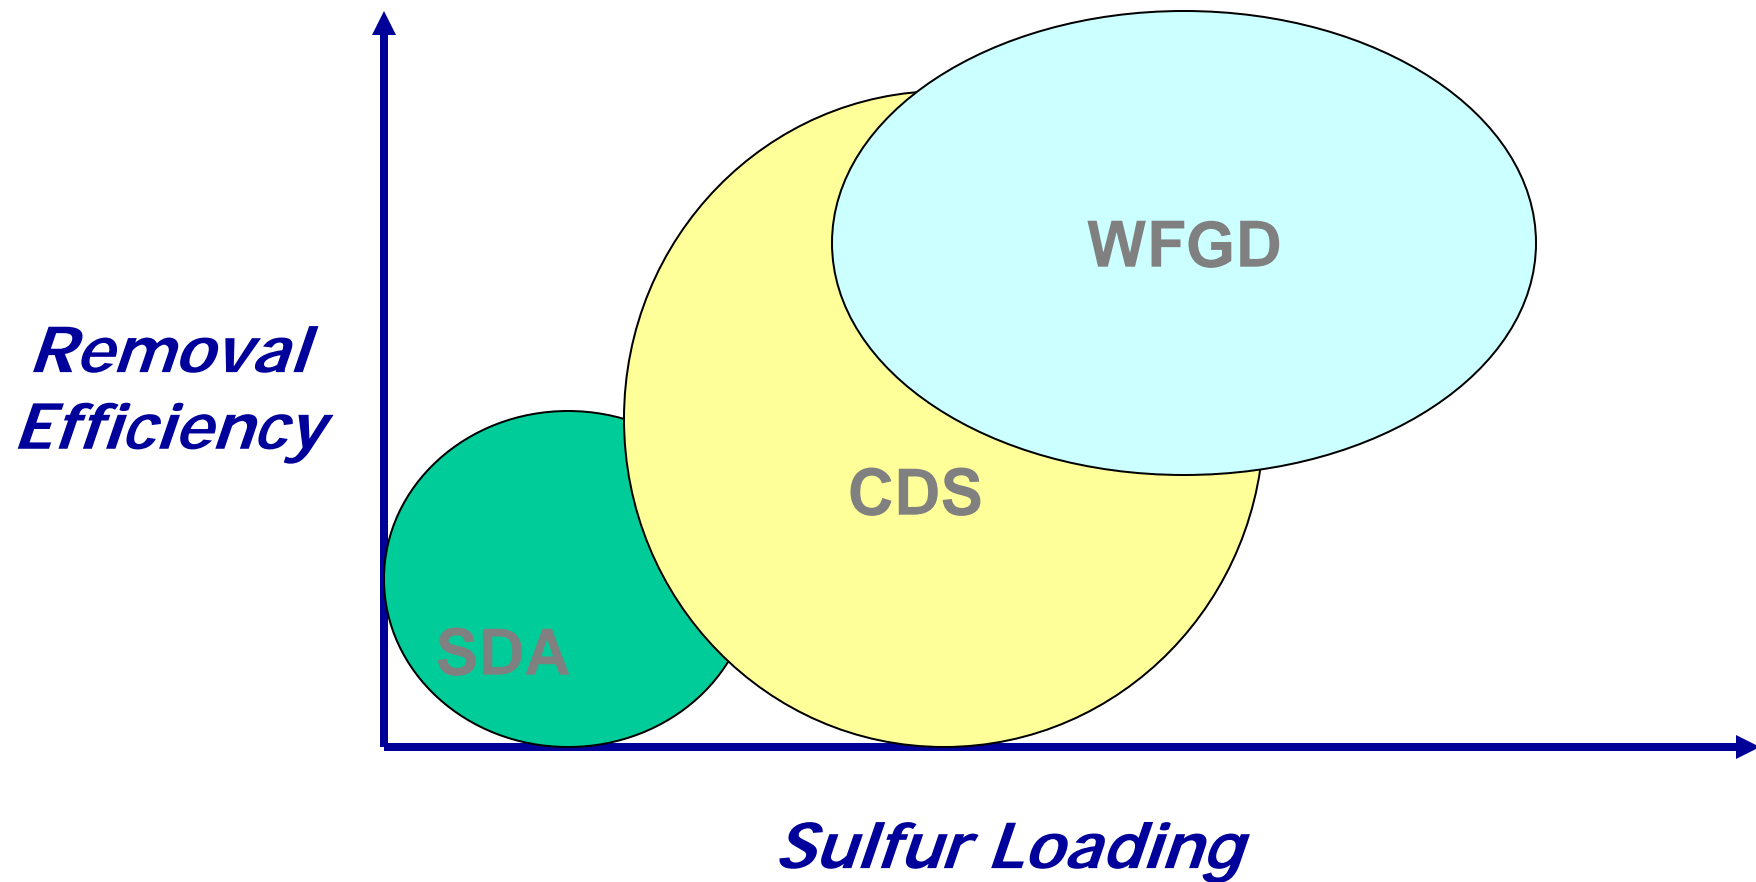 WFGD
Removal
Efficiency
CDS
SDA
Sulfur Loading